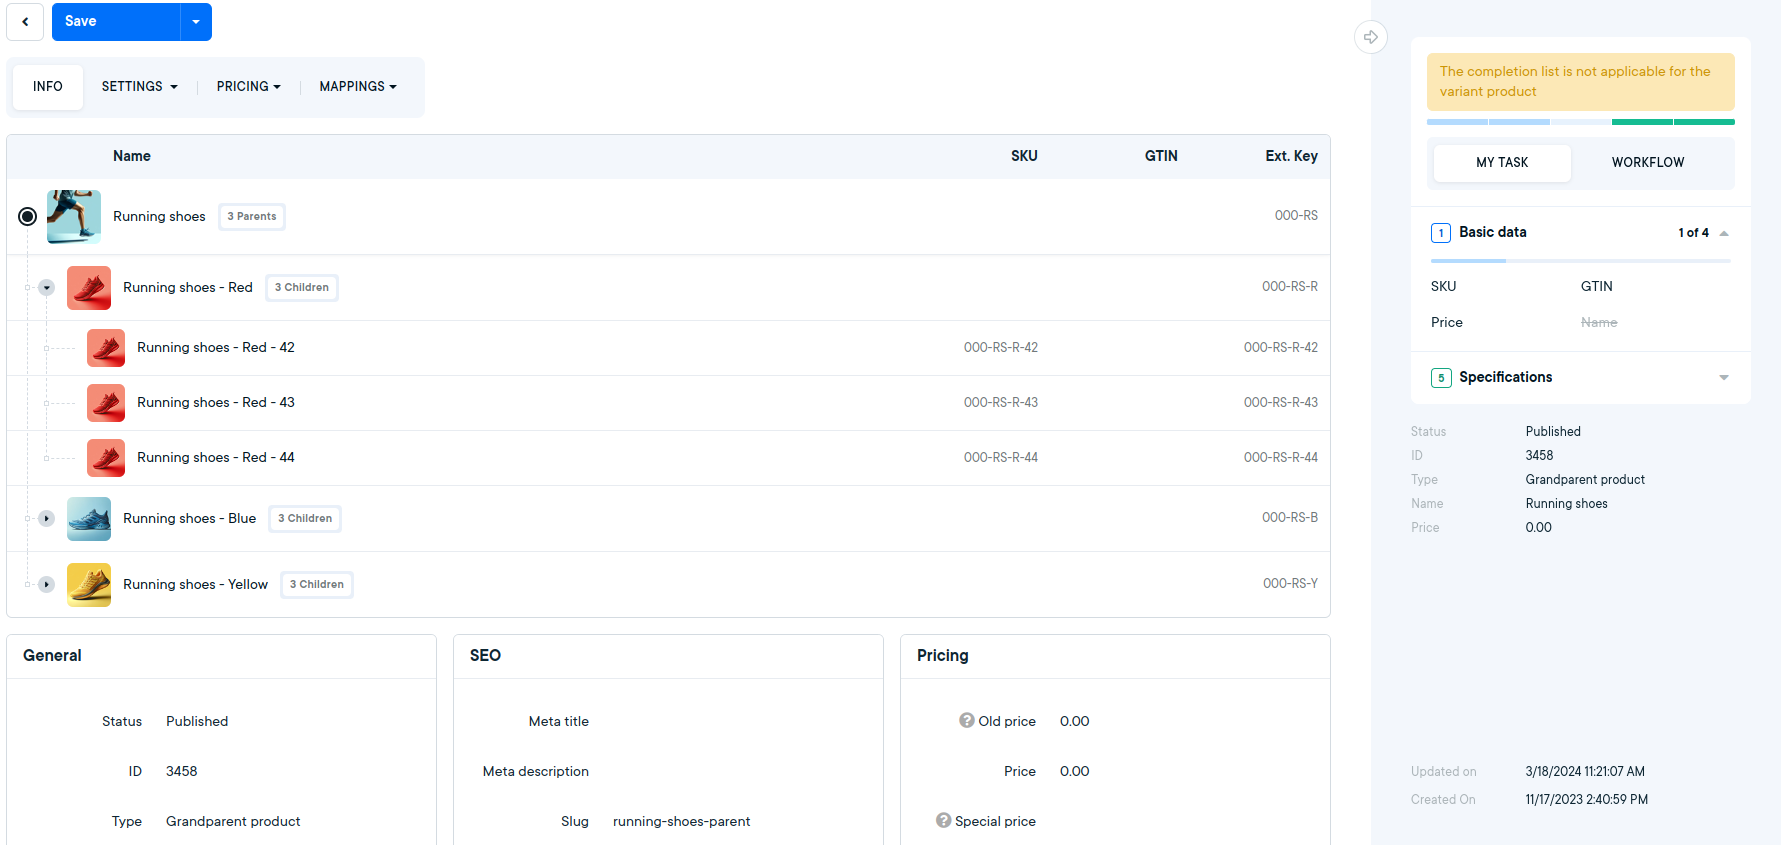 Save
INFO SETTINGS PRICING MAPPINGS
Name SKU GTIN Ext. Key
Running shoes 3 Parents 000-RS
Running shoes - Red 3 Children 000-RS-R
Running shoes - Red - 42 000-RS-R-42 000-RS-R-42
Running shoes - Red - 43 000-RS-R-43 000-RS-R-43
Running shoes - Red - 44 000-RS-R-44 000-RS-R-44
Running shoes - Blue 3 Children 000-RS-B
Running shoes - Yellow 3 Children 000-RS-Y
General
Status Published
ID 3458
Type Grandparent product
SEO
Meta title
Meta description
Slug running-shoes-parent
Pricing
? Old price 0.00
Price 0.00
? Special price
The completion list is not applicable for the
variant product
MY TASK WORKFLOW
1 Basic data 1 of 4
SKU GTIN
Price Name
5 Specifications
Status Published
ID 3458
Type Grandparent product
Name Running shoes
Price 0.00
Updated on 3/18/2024 11:21:07 AM
Created On 11/17/2023 2:40:59 PM